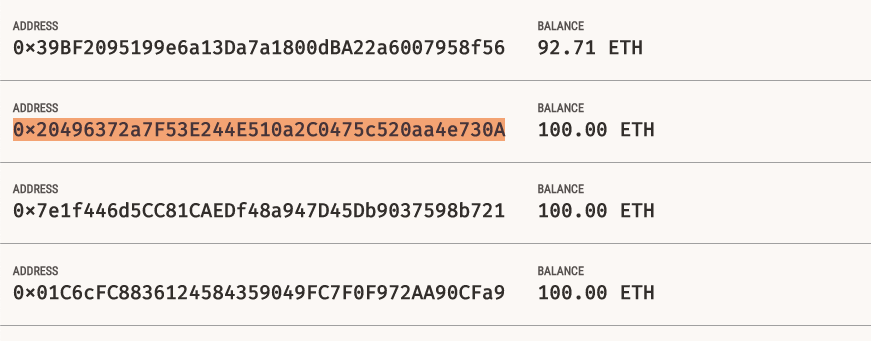 ADDRESS BALANCE
0x39BF2095199e6a13Da7a1800dBA22a6007958f56 92.71 ETH
ADDRESS BALANCE
0x20496372a7F53E244E510a2C0475c520aa4e730A 100.00 ETH
ADDRESS BALANCE
0x7e1f446d5CC81CAEDf48a947D45Db9037598b721 100.00 ETH
ADDRESS BALANCE
0x01C6cFC8836124584359049FC7F0F972AA90CFa9 100.00 ETH